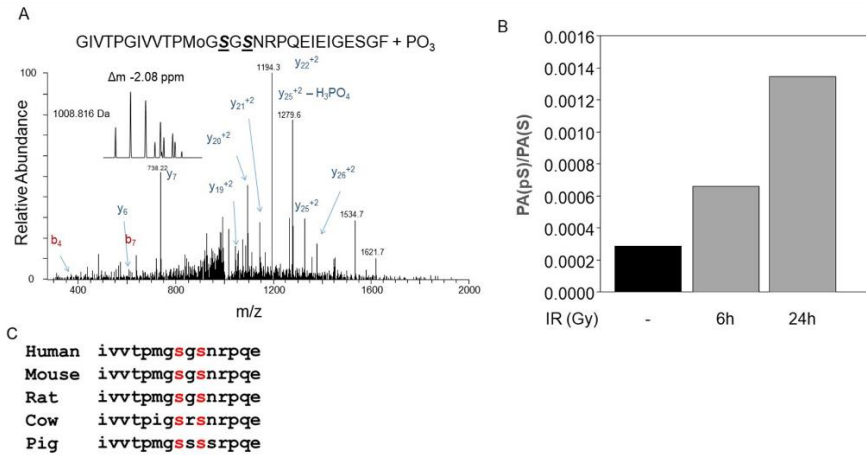 A
GIVTPGIVVTPMoGSGSNRPQEIEIGESGF + PO3
Relative Abundance
100
0
Δm -2.08 ppm
1008.816 Da
738.22
y7
y6
b4
b7
y20+2
y19+2
y21+2
1194.3
y22+2
y25+2 – H3PO4
1279.6
y25+2
y26+2
1534.7
1621.7
400
800
1200
1600
2000
m/z
B
PA(pS)/PA(S)
0.0016
0.0014
0.0012
0.0010
0.0008
0.0006
0.0004
0.0002
0.0000
IR (Gy) - 6h 24h
C
Human ivvtpmgsgsnrpqe
Mouse ivvtpmgsgsnrpqe
Rat ivvtpmgsgsnrpqe
Cow ivvtpigsrsnrpqe
Pig ivvtpmgssssrpqe